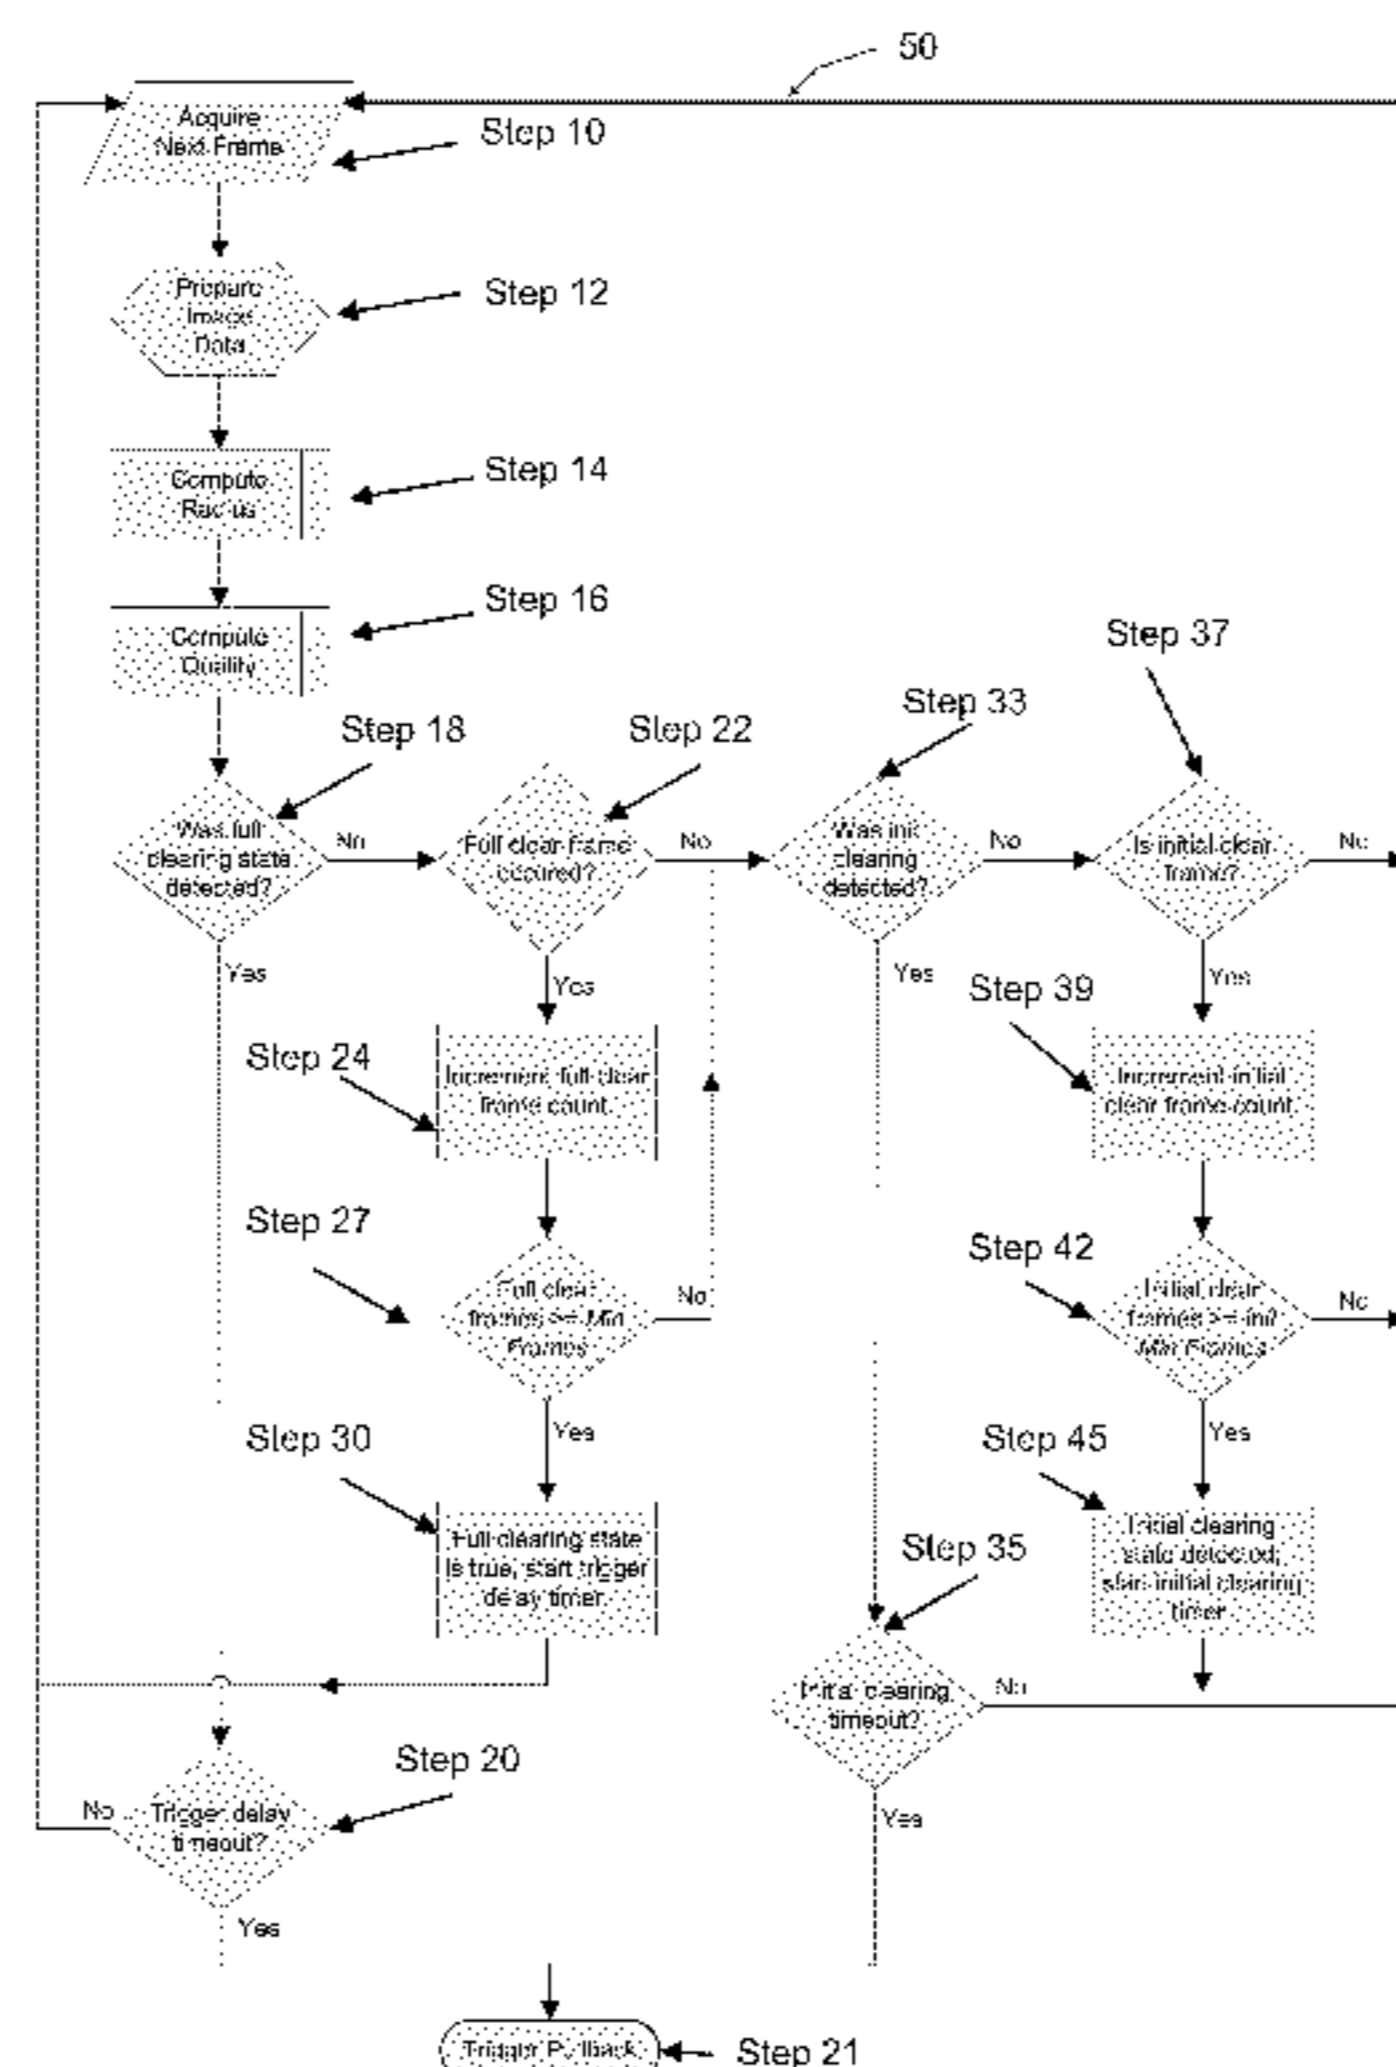 50
Acquire
Next Frame
Step 10
Prepare
Image
Data
Step 12
Compute
Radius
Step 14
Compute
Quality
Step 16
Step 37
Step 33
Step 18
Step 22
Was full
clearing state
detected?
No
Full clear frame
occured?
No
Was init
clearing
detected?
No
Is initial clear
frame?
No
Yes
Yes
Yes
Yes
Step 39
Step 24
Increment full clear
frame count
Increment initial
clear frame count
Step 27
Step 42
Full clear
frames >= Min
Frames
No
Initial clear
frames >= Init
Min Frames
No
Yes
Yes
Step 30
Step 45
Full clearing state
is true, start trigger
delay timer
Initial clearing
state detected,
start initial clearing
timer
Step 35
Initial clearing
timeout?
No
Step 20
No
Trigger delay
timeout?
Yes
Yes
Trigger Pullback
Step 21